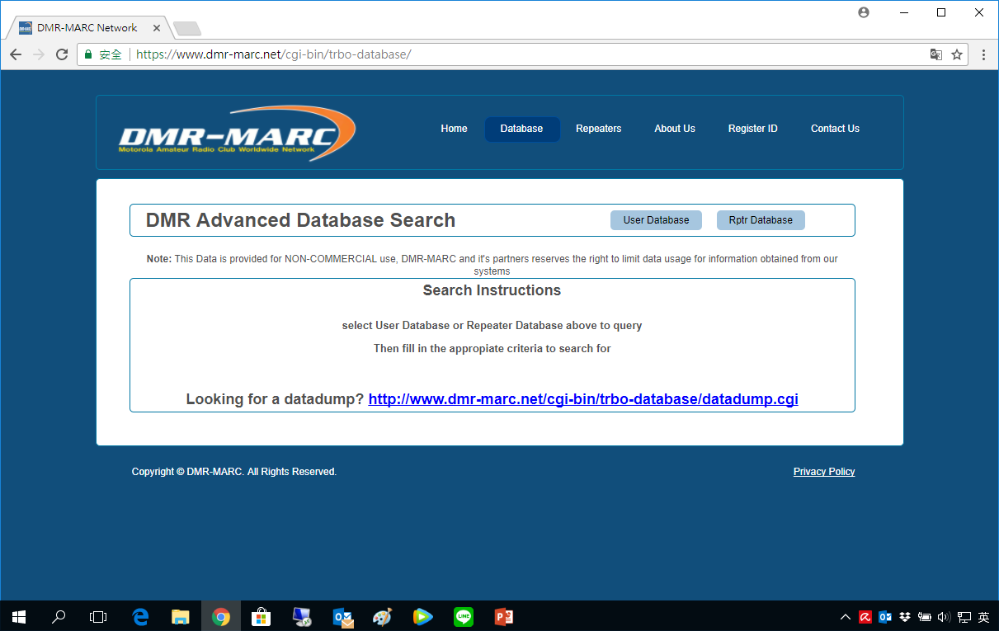 DMR-MARC Network
安全
https://www.dmr-marc.net/cgi-bin/trbo-database/
DMR-MARC
Motorola Amateur Radio Club Worldwide Network
Home
Database
Repeaters
About Us
Register ID
Contact Us
DMR Advanced Database Search
User Database
Rptr Database
Note: This Data is provided for NON-COMMERCIAL use, DMR-MARC and it's partners reserves the right to limit data usage for information obtained from our
systems
Search Instructions
select User Database or Repeater Database above to query
Then fill in the appropiate criteria to search for
Looking for a datadump? http://www.dmr-marc.net/cgi-bin/trbo-database/datadump.cgi
Copyright © DMR-MARC. All Rights Reserved.
Privacy Policy
LINE
英